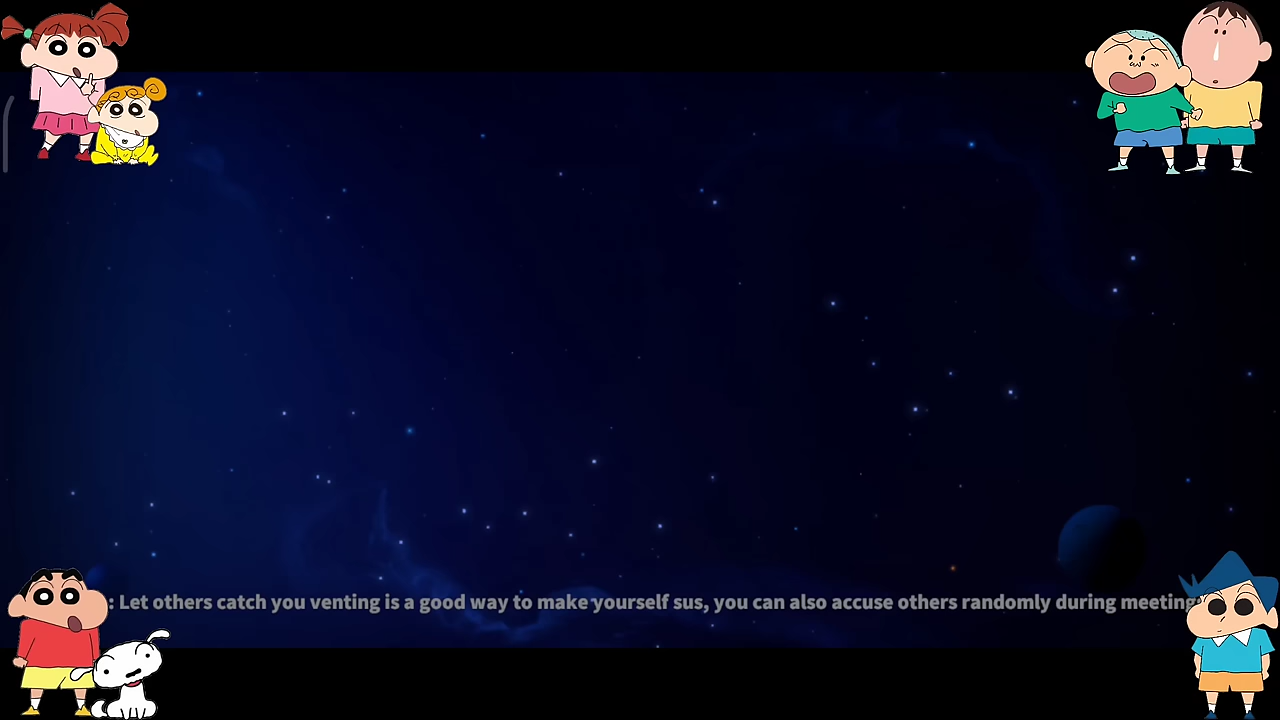 : Let others catch you venting is a good way to make yourself sus, you can also accuse others randomly during meeting